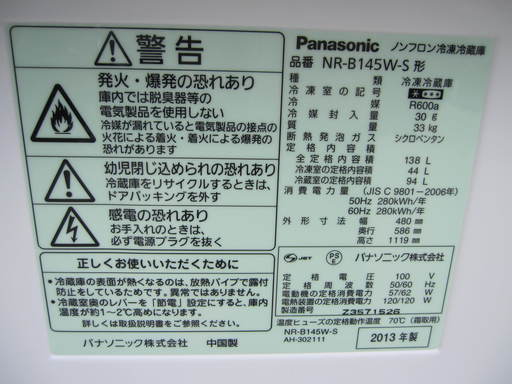 警告
発火・爆発の恐れあり
庫内では脱臭器等の
電気製品を使用しない
冷媒が漏れていると電気製品の接点の
火花による着火・着火の恐れあり
幼児閉じ込められの恐れあり
冷蔵庫をリサイクルするときは、
ドアパッキングを外す
感電の恐れあり
お手入れのときは、
必ず電源プラグを抜く
正しくお使いいただくために
・冷蔵庫の表面が熱くなるのは、放熱パイプで露付
防止をしているためです。異常ではありません。
・冷蔵室奥のレバーを「節電」設定にすると、庫内
温度が約1〜2℃高めになります。
詳しくは取扱説明書をご覧ください。
パナソニック株式会社 中国製
Panasonic ノンフロン冷凍冷蔵庫
品番 NR-B145W-S 形
種類 冷凍冷蔵庫
冷凍室の記号
冷媒 R600a
冷媒封入量 30g
質量 33kg
断熱発泡ガス シクロペンタン
定格内容積
全定格内容積 138 L
冷凍室の定格内容積 44 L
冷蔵室の定格内容積 94 L
消費電力量 (JIS C 9801-2006年)
50Hz 280kWh/年
60Hz 280kWh/年
外形寸法 幅 480 mm
奥行 586 mm
高さ 1119 mm
JET PSE パナソニック株式会社
定格電圧 100 V
定格周波数 50/60 Hz
電動機の定格消費電力 57/62 W
電熱装置の定格消費電力 120/120 W
製造番号 Z3571526
温度ヒューズの定格動作温度 70℃(霜取用)
NR-B145W-S
AH-302111
2013年製